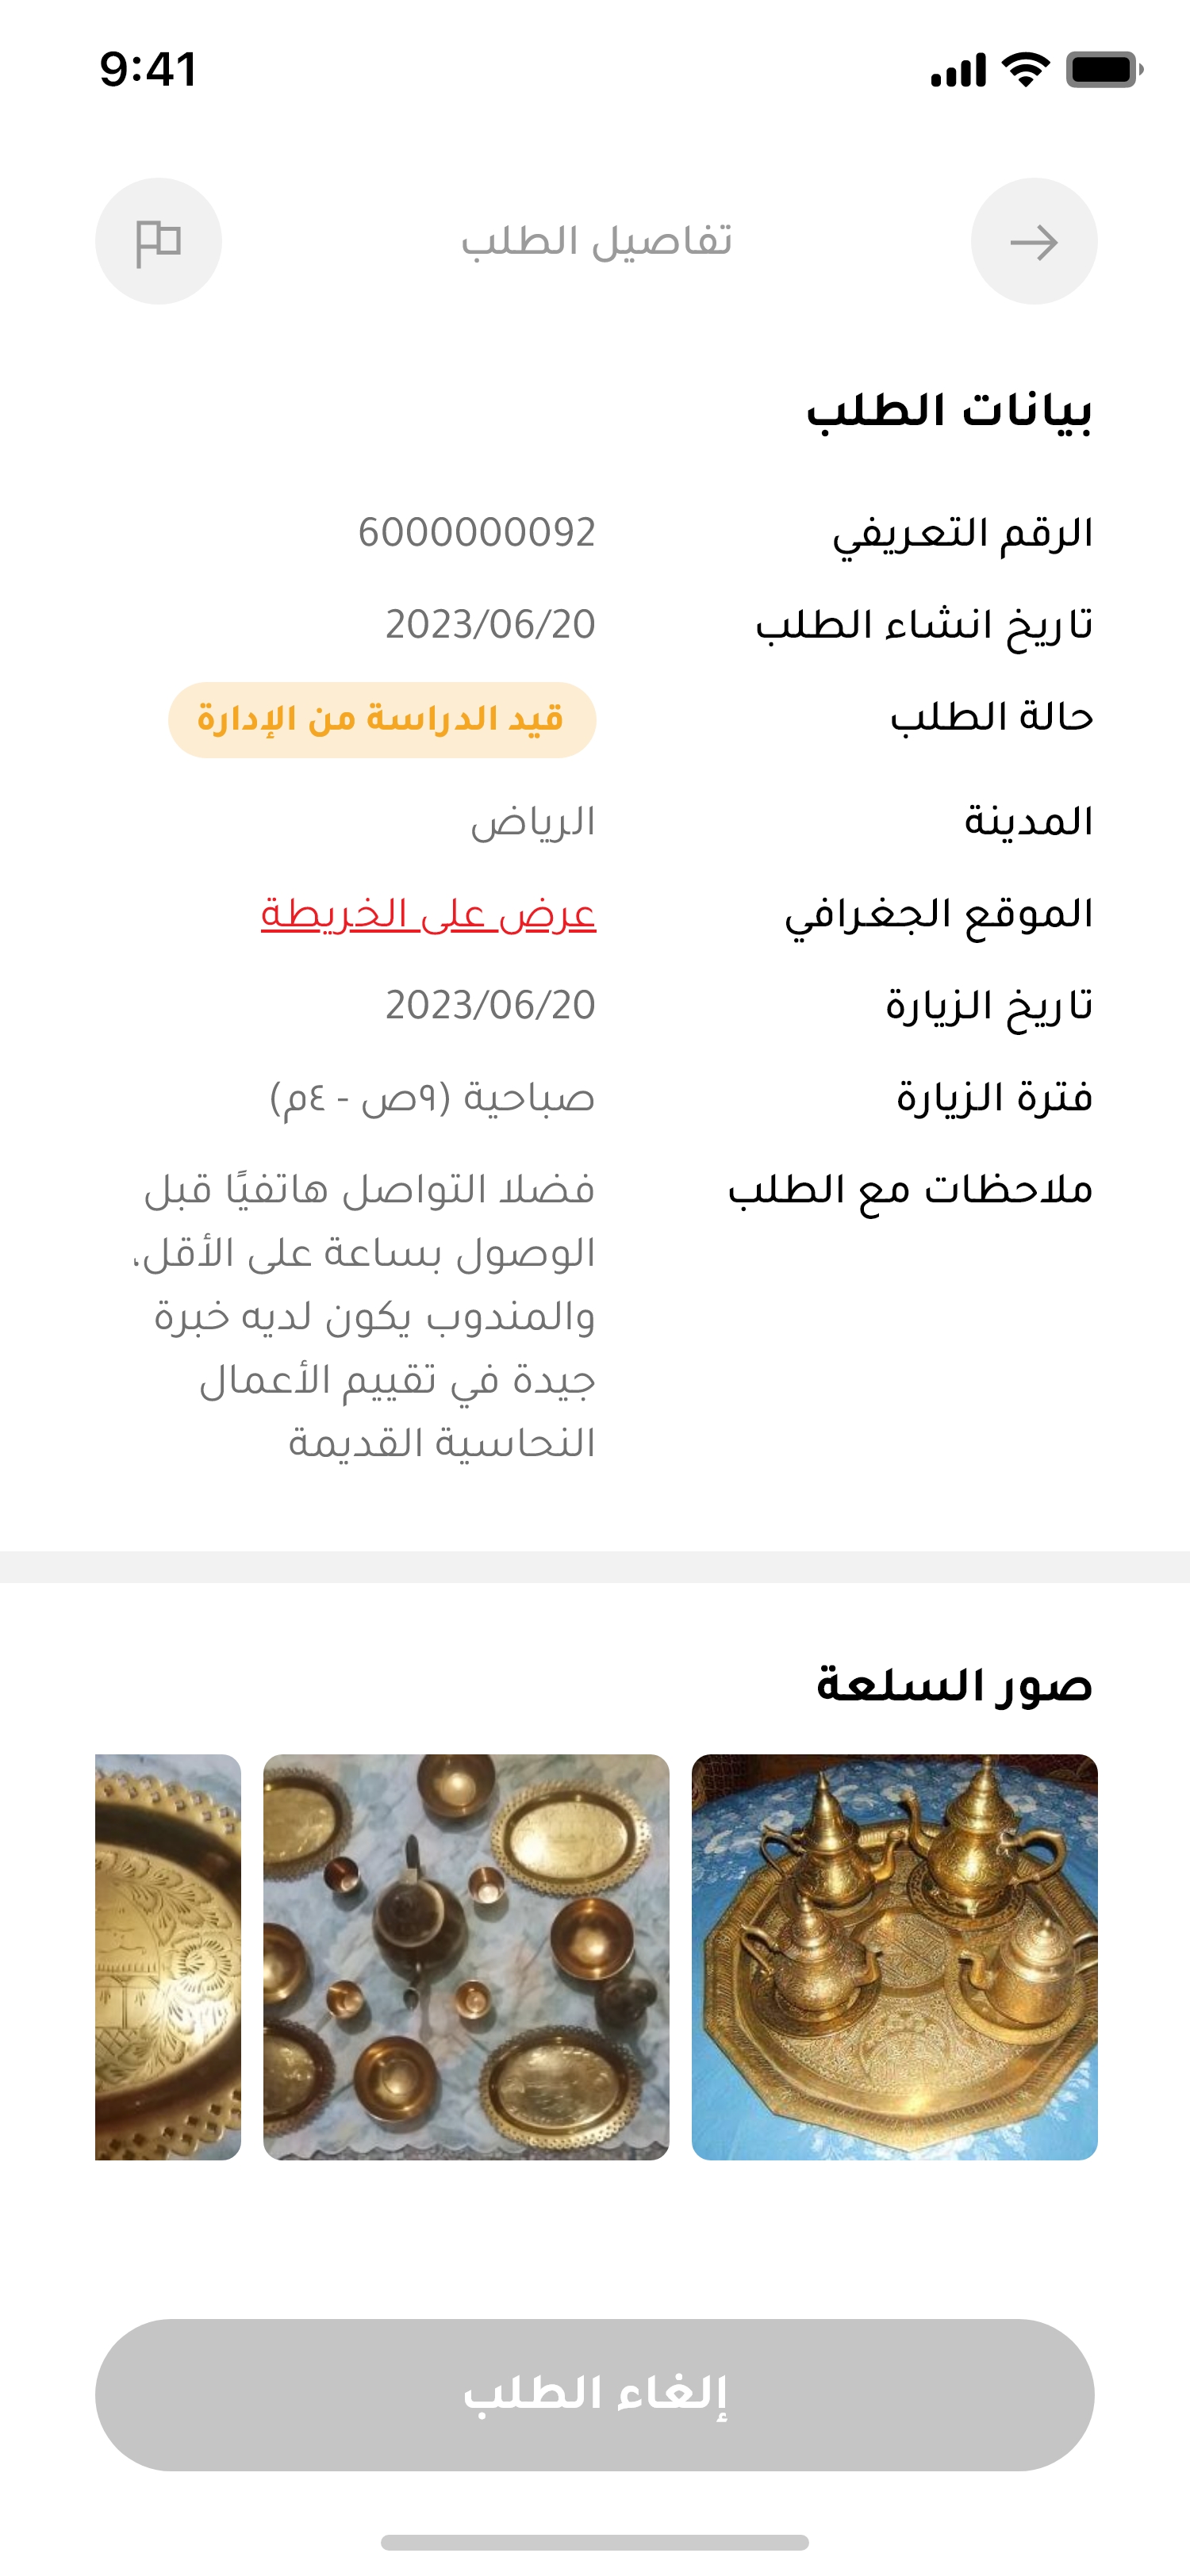 9:41
تفاصيل الطلب
بيانات الطلب
الرقم التعريفي 6000000092
تاريخ انشاء الطلب 2023/06/20
حالة الطلب قيد الدراسة من الإدارة
المدينة الرياض
الموقع الجغرافي عرض على الخريطة
تاريخ الزيارة 2023/06/20
فترة الزيارة صباحية (٩ص - ٤م)
ملاحظات مع الطلب فضلا التواصل هاتفيًا قبل
الوصول بساعة على الأقل،
والمندوب يكون لديه خبرة
جيدة في تقييم الأعمال
النحاسية القديمة
صور السلعة
إلغاء الطلب